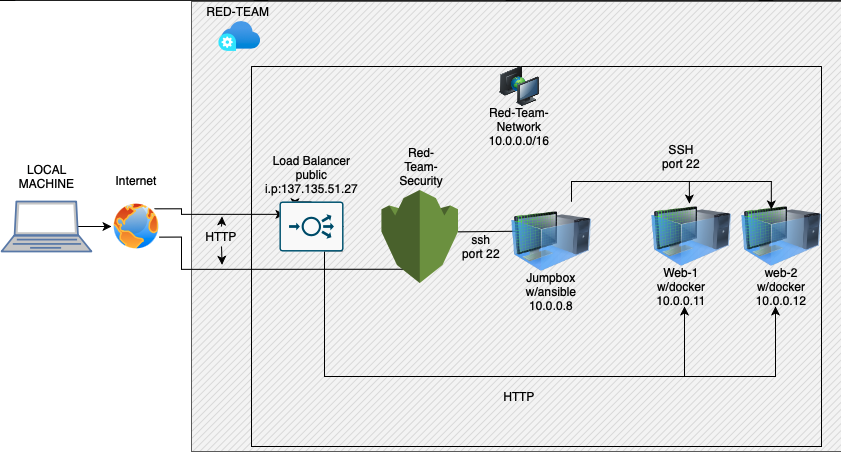 RED-TEAM
Red-Team-
Network
10.0.0.0/16
LOCAL
MACHINE
Internet
HTTP
Load Balancer
public
i.p:137.135.51.27
Red-
Team-
Security
ssh
port 22
Jumpbox
w/ansible
10.0.0.8
SSH
port 22
Web-1
w/docker
10.0.0.11
web-2
w/docker
10.0.0.12
HTTP